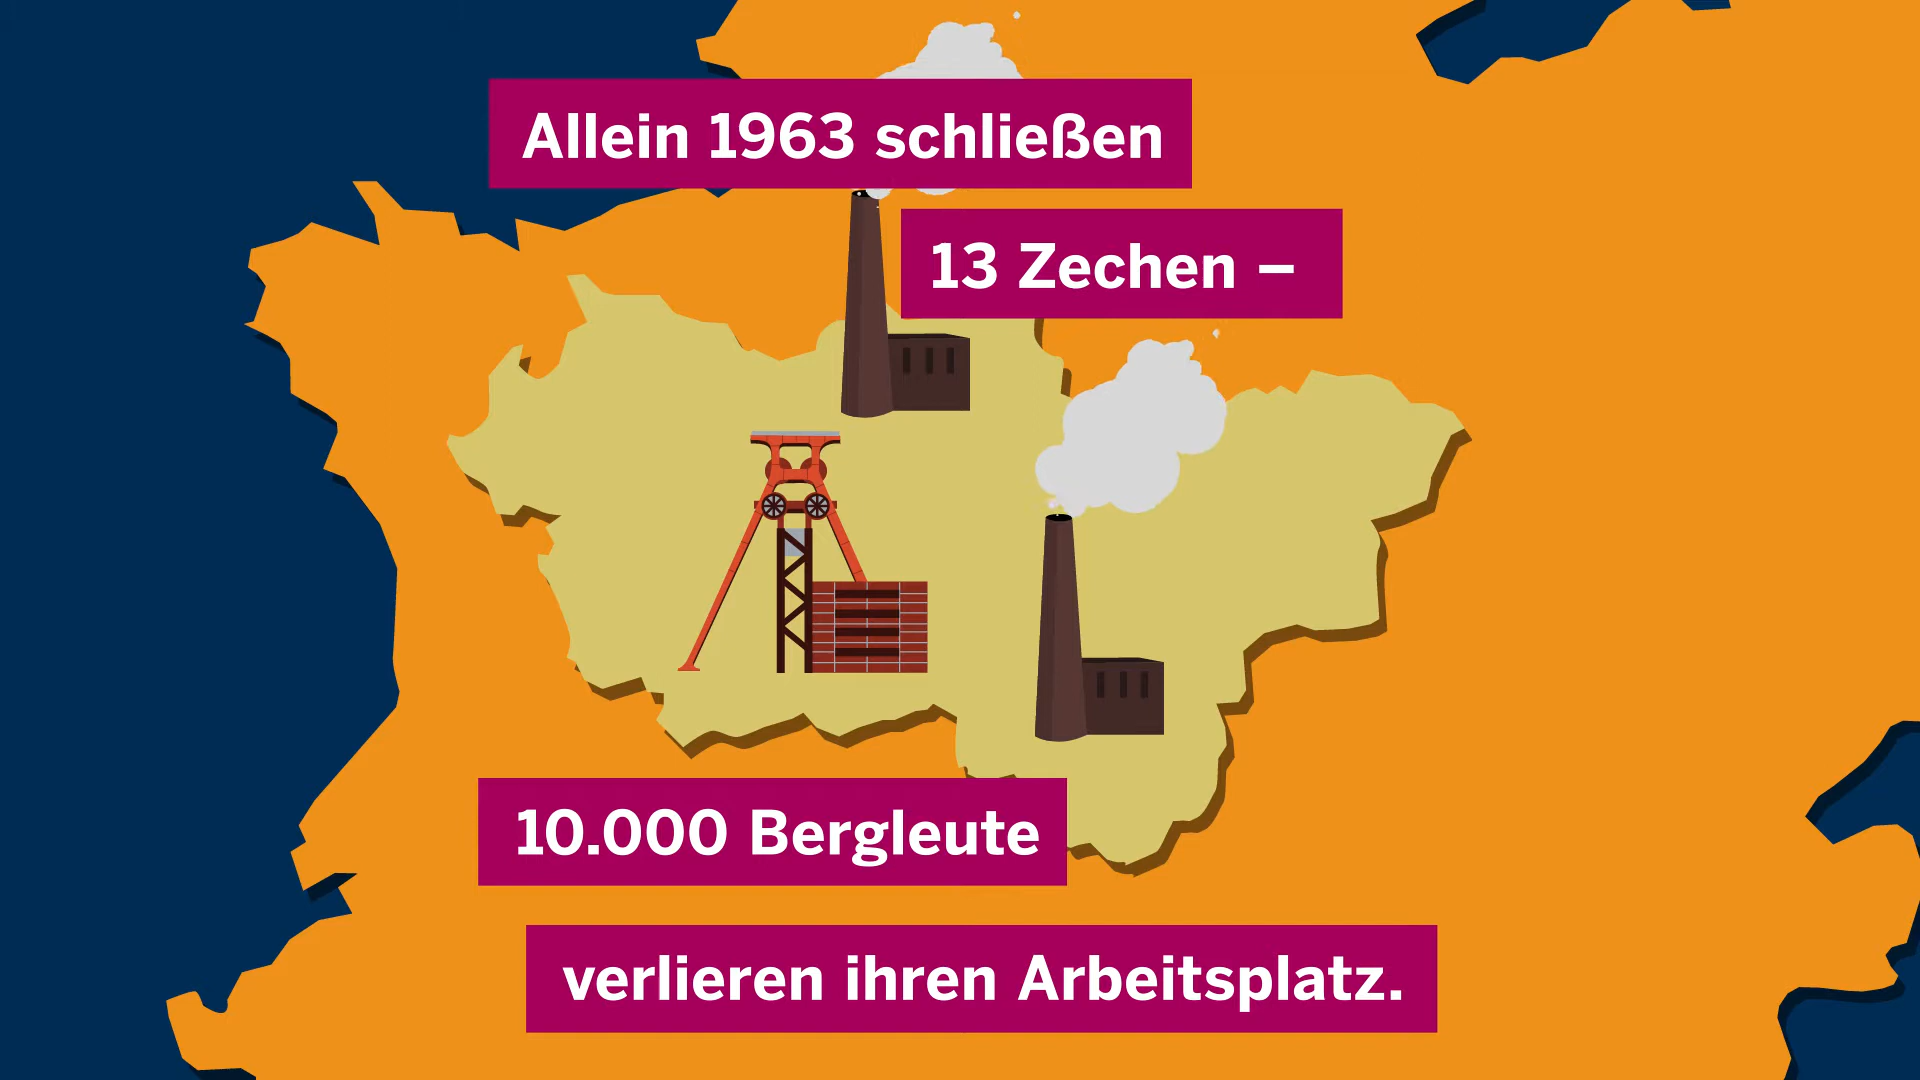 Allein 1963 schließen
13 Zechen –
10.000 Bergleute
verlieren ihren Arbeitsplatz.